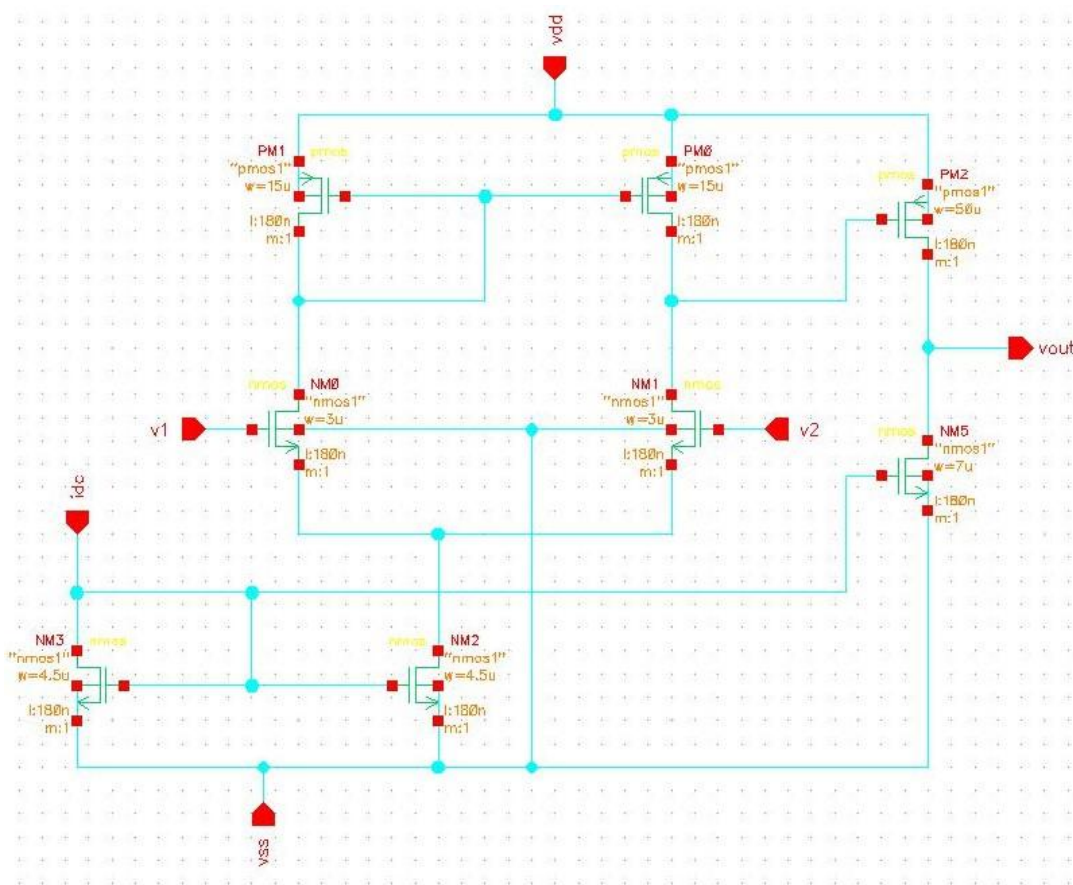 vdd
PM1 pmos
"pmos1"
w=15u
l:180n
m:1
pmos PM0
"pmos1"
w=15u
l:180n
m:1
pmos PM2
"pmos1"
w=50u
l:180n
m:1
vout
nmos NM0
"nmos1"
w=3u
l:180n
m:1
v1
NM1 nmos
"nmos1"
w=3u
l:180n
m:1
v2
nmos NM5
"nmos1"
w=7u
l:180n
m:1
idc
NM3 nmos
"nmos1"
w=4.5u
l:180n
m:1
nmos NM2
"nmos1"
w=4.5u
l:180n
m:1
vss